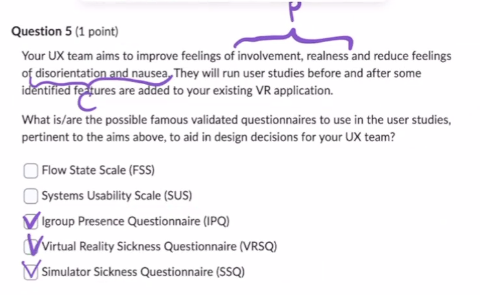 P
Question 5 (1 point)
Your UX team aims to improve feelings of involvement, realness and reduce feelings
of disorientation and nausea. They will run user studies before and after some
identified features are added to your existing VR application.
C
What is/are the possible famous validated questionnaires to use in the user studies,
pertinent to the aims above, to aid in design decisions for your UX team?
Flow State Scale (FSS)
Systems Usability Scale (SUS)
Igroup Presence Questionnaire (IPQ)
Virtual Reality Sickness Questionnaire (VRSQ)
Simulator Sickness Questionnaire (SSQ)